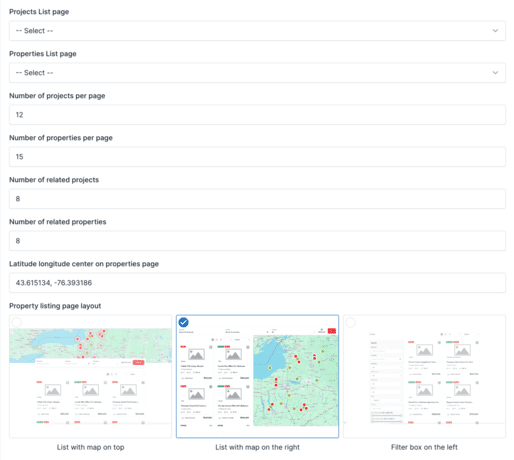 Projects List page
-- Select --
Properties List page
-- Select --
Number of projects per page
12
Number of properties per page
15
Number of related projects
8
Number of related properties
8
Latitude longitude center on properties page
43.615134, -76.393186
Property listing page layout
List with map on top
List with map on the right
Filter box on the left